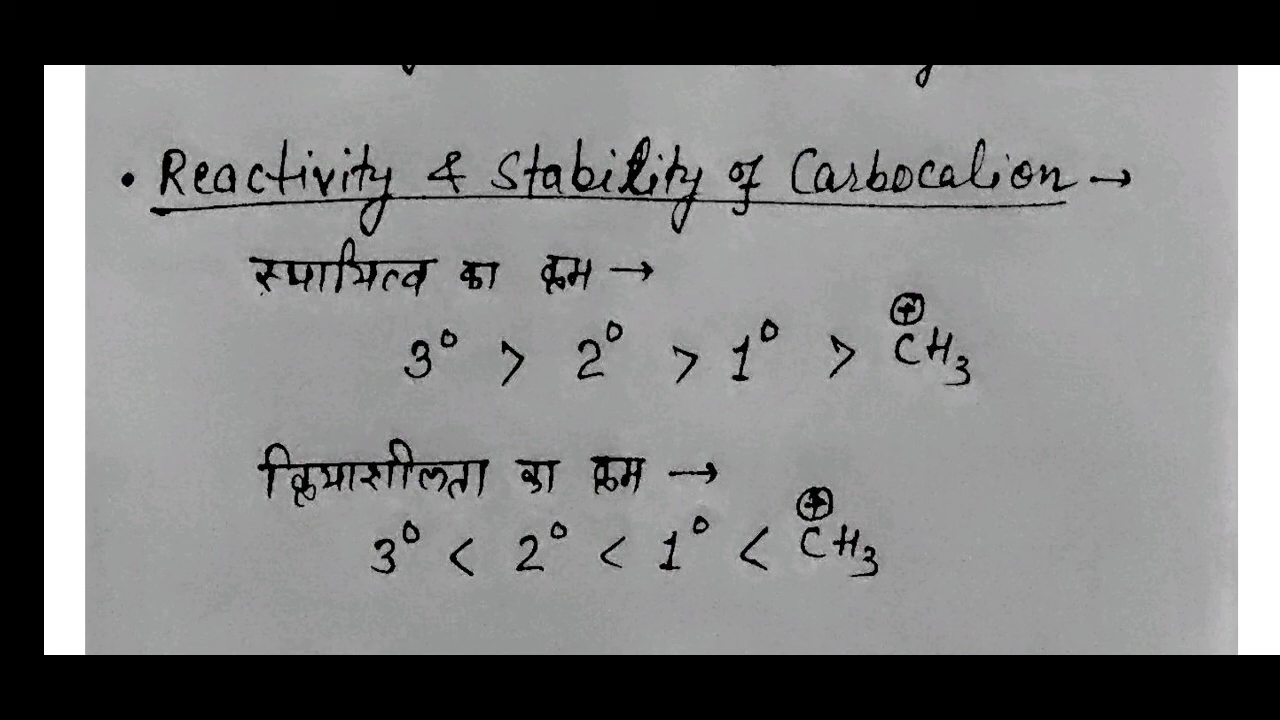 • Reactivity & Stability of Carbocation →
स्थायित्व का क्रम →
3° > 2° > 1° > ⊕CH₃
क्रियाशीलता का क्रम →
3° < 2° < 1° < ⊕CH₃